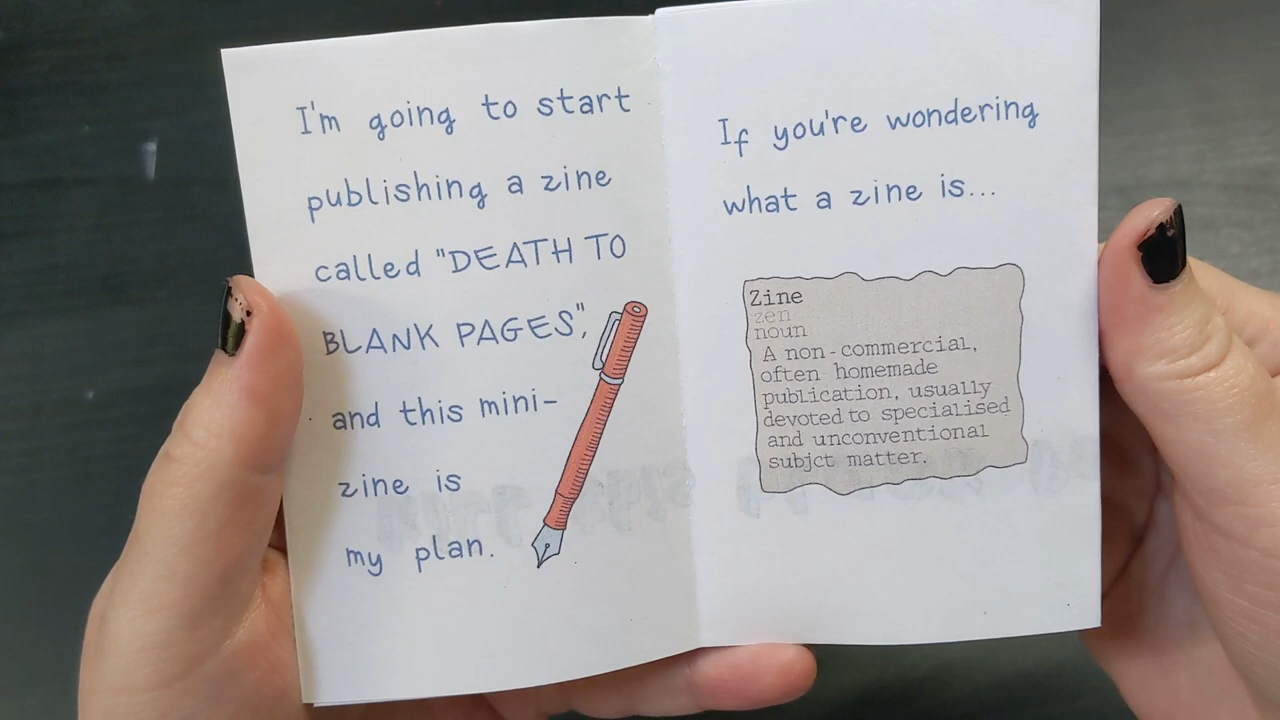 I'm going to start
publishing a zine
called "DEATH TO
BLANK PAGES",
and this mini-
zine is
my plan.
If you're wondering
what a zine is...
Zine
zen
noun
A non-commercial,
often homemade
publication, usually
devoted to specialised
and unconventional
subjct matter.